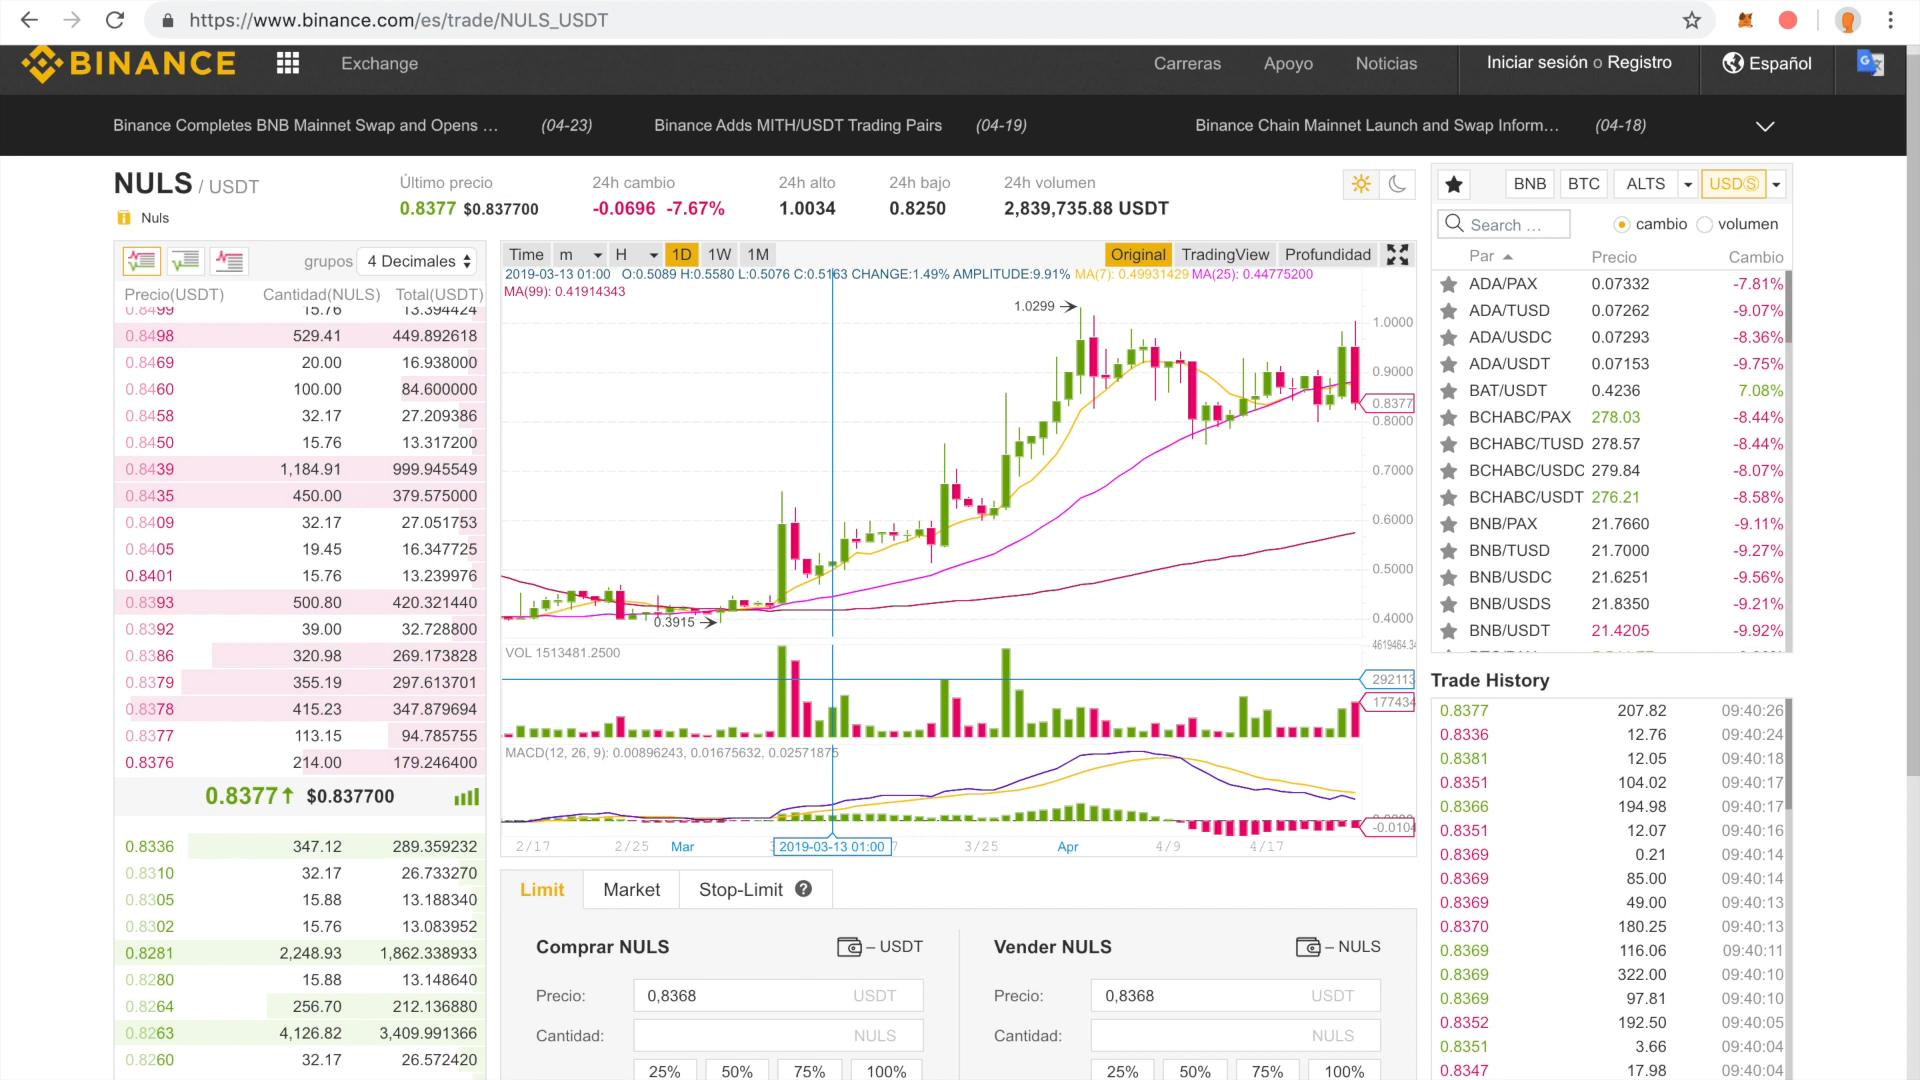 https://www.binance.com/es/trade/NULS_USDT
BINANCE
Exchange
Carreras
Apoyo
Noticias
Iniciar sesión o Registro
Español
Binance Completes BNB Mainnet Swap and Opens … (04-23)
Binance Adds MITH/USDT Trading Pairs (04-19)
Binance Chain Mainnet Launch and Swap Inform… (04-18)
NULS / USDT
Nuls
Último precio
0.8377 $0.837700
24h cambio
-0.0696 -7.67%
24h alto
1.0034
24h bajo
0.8250
24h volumen
2,839,735.88 USDT
grupos 4 Decimales
Precio(USDT) Cantidad(NULS) Total(USDT)
0.8499 15.76 13.394424
0.8498 529.41 449.892618
0.8469 20.00 16.938000
0.8460 100.00 84.600000
0.8458 32.17 27.209386
0.8450 15.76 13.317200
0.8439 1,184.91 999.945549
0.8435 450.00 379.575000
0.8409 32.17 27.051753
0.8405 19.45 16.347725
0.8401 15.76 13.239976
0.8393 500.80 420.321440
0.8392 39.00 32.728800
0.8386 320.98 269.173828
0.8379 355.19 297.613701
0.8378 415.23 347.879694
0.8377 113.15 94.785755
0.8376 214.00 179.246400
0.8377↑ $0.837700
0.8336 347.12 289.359232
0.8310 32.17 26.733270
0.8305 15.88 13.188340
0.8302 15.76 13.083952
0.8281 2,248.93 1,862.338933
0.8280 15.88 13.148640
0.8264 256.70 212.136880
0.8263 4,126.82 3,409.991366
0.8260 32.17 26.572420
Time m H 1D 1W 1M
Original TradingView Profundidad
2019-03-13 01:00 O:0.5089 H:0.5580 L:0.5076 C:0.5163 CHANGE:1.49% AMPLITUDE:9.91% MA(7): 0.49931429 MA(25): 0.44775200
MA(99): 0.41914343
1.0299
0.3915
1.0000
0.9000
0.8377
0.8000
0.7000
0.6000
0.5000
0.4000
VOL 1513481.2500
4619464.34
292113
177434
MACD(12, 26, 9): 0.00896243, 0.01675632, 0.02571875
-0.0104
2/17 2/25 Mar 2019-03-13 01:00 3/25 Apr 4/9 4/17
Limit
Market
Stop-Limit ?
Comprar NULS
– USDT
Precio: 0,8368 USDT
Cantidad: NULS
25% 50% 75% 100%
Vender NULS
– NULS
Precio: 0,8368 USDT
Cantidad: NULS
25% 50% 75% 100%
BNB BTC ALTS USDⓈ
Search …
cambio volumen
Par Precio Cambio
ADA/PAX 0.07332 -7.81%
ADA/TUSD 0.07262 -9.07%
ADA/USDC 0.07293 -8.36%
ADA/USDT 0.07153 -9.75%
BAT/USDT 0.4236 7.08%
BCHABC/PAX 278.03 -8.44%
BCHABC/TUSD 278.57 -8.44%
BCHABC/USDC 279.84 -8.07%
BCHABC/USDT 276.21 -8.58%
BNB/PAX 21.7660 -9.11%
BNB/TUSD 21.7000 -9.27%
BNB/USDC 21.6251 -9.56%
BNB/USDS 21.8350 -9.21%
BNB/USDT 21.4205 -9.92%
Trade History
0.8377 207.82 09:40:26
0.8336 12.76 09:40:24
0.8381 12.05 09:40:18
0.8351 104.02 09:40:17
0.8366 194.98 09:40:17
0.8351 12.07 09:40:16
0.8369 0.21 09:40:14
0.8369 85.00 09:40:14
0.8369 49.00 09:40:13
0.8370 180.25 09:40:13
0.8369 116.06 09:40:11
0.8369 322.00 09:40:10
0.8369 97.81 09:40:10
0.8352 192.50 09:40:05
0.8351 3.66 09:40:04
0.8347 17.98 09:40:04